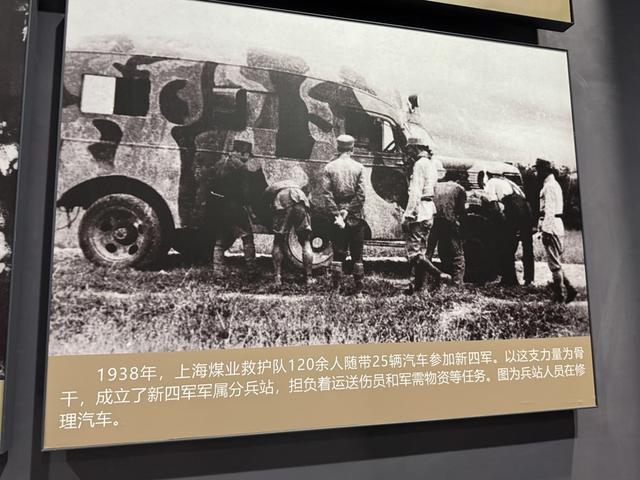 1938年，上海煤业救护队120余人随带25辆汽车参加新四军。以这支力量为骨
干，成立了新四军军属分兵站，担负着运送伤员和军需物资等任务。图为兵站人员在修
理汽车。